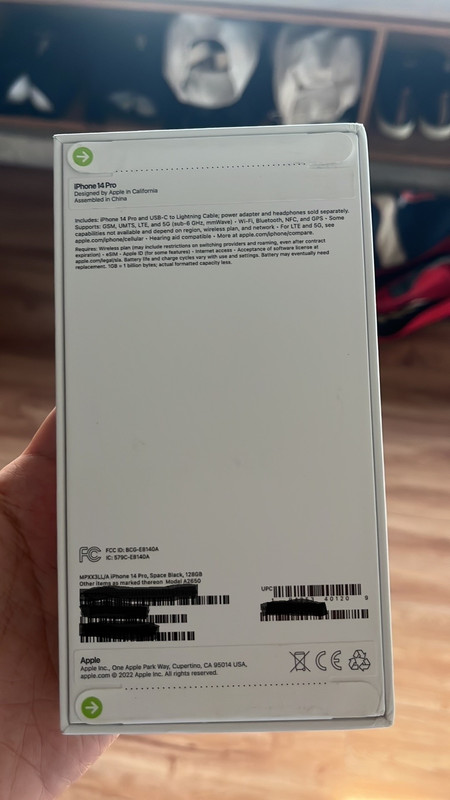 iPhone 14 Pro
Designed by Apple in California
Assembled in China
Includes: iPhone 14 Pro and USB-C to Lightning Cable; power adapter and headphones sold separately.
Supports: GSM, UMTS, LTE, and 5G (sub-6 GHz, mmWave) • Wi-Fi, Bluetooth, NFC, and GPS • Some
capabilities not available and depend on region, wireless plan, and network • For LTE and 5G, see
apple.com/iphone/cellular • Hearing aid compatible • More at apple.com/iphone/compare.
Requires: Wireless plan (may include restrictions on switching providers and roaming, even after contract
expiration) • eSIM • Apple ID (for some features) • Internet access • Acceptance of software license at
apple.com/legal/sla. Battery life and charge cycles vary with use and settings. Battery may eventually need
replacement. 1GB = 1 billion bytes; actual formatted capacity less.
FC FCC ID: BCG-E8140A
IC: 579C-E8140A
MPXX3LL/A iPhone 14 Pro, Space Black, 128GB
Other items as marked thereon Model A2650
UPC
40120 9
Apple
Apple Inc., One Apple Park Way, Cupertino, CA 95014 USA,
apple.com © 2022 Apple Inc. All rights reserved.
CE